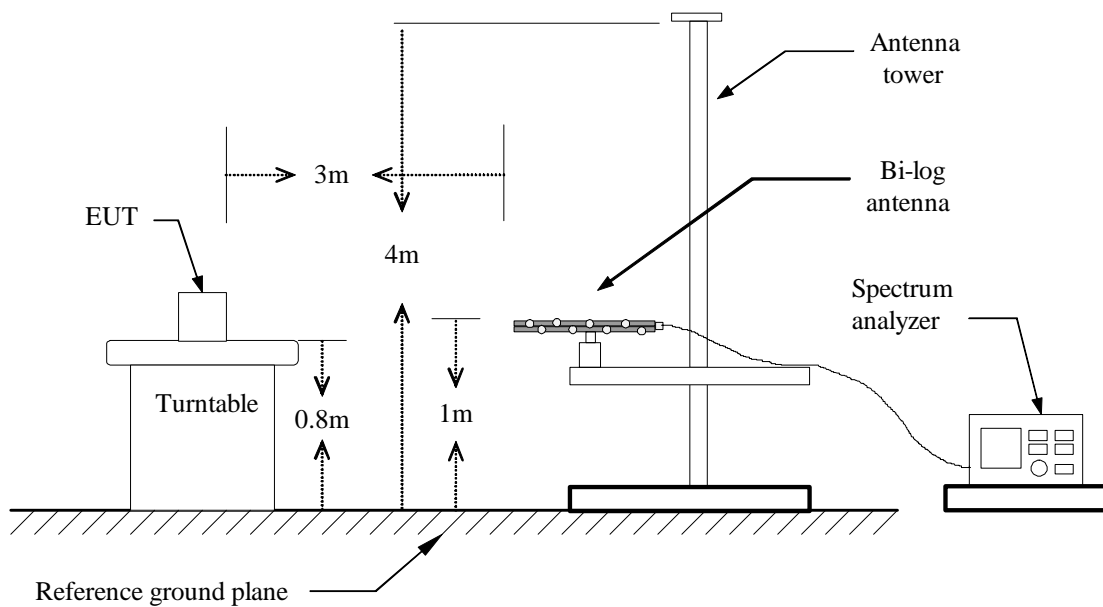 Antenna
tower
3m
Bi-log
antenna
EUT
4m
Spectrum
analyzer
Turntable
0.8m
1m
Reference ground plane